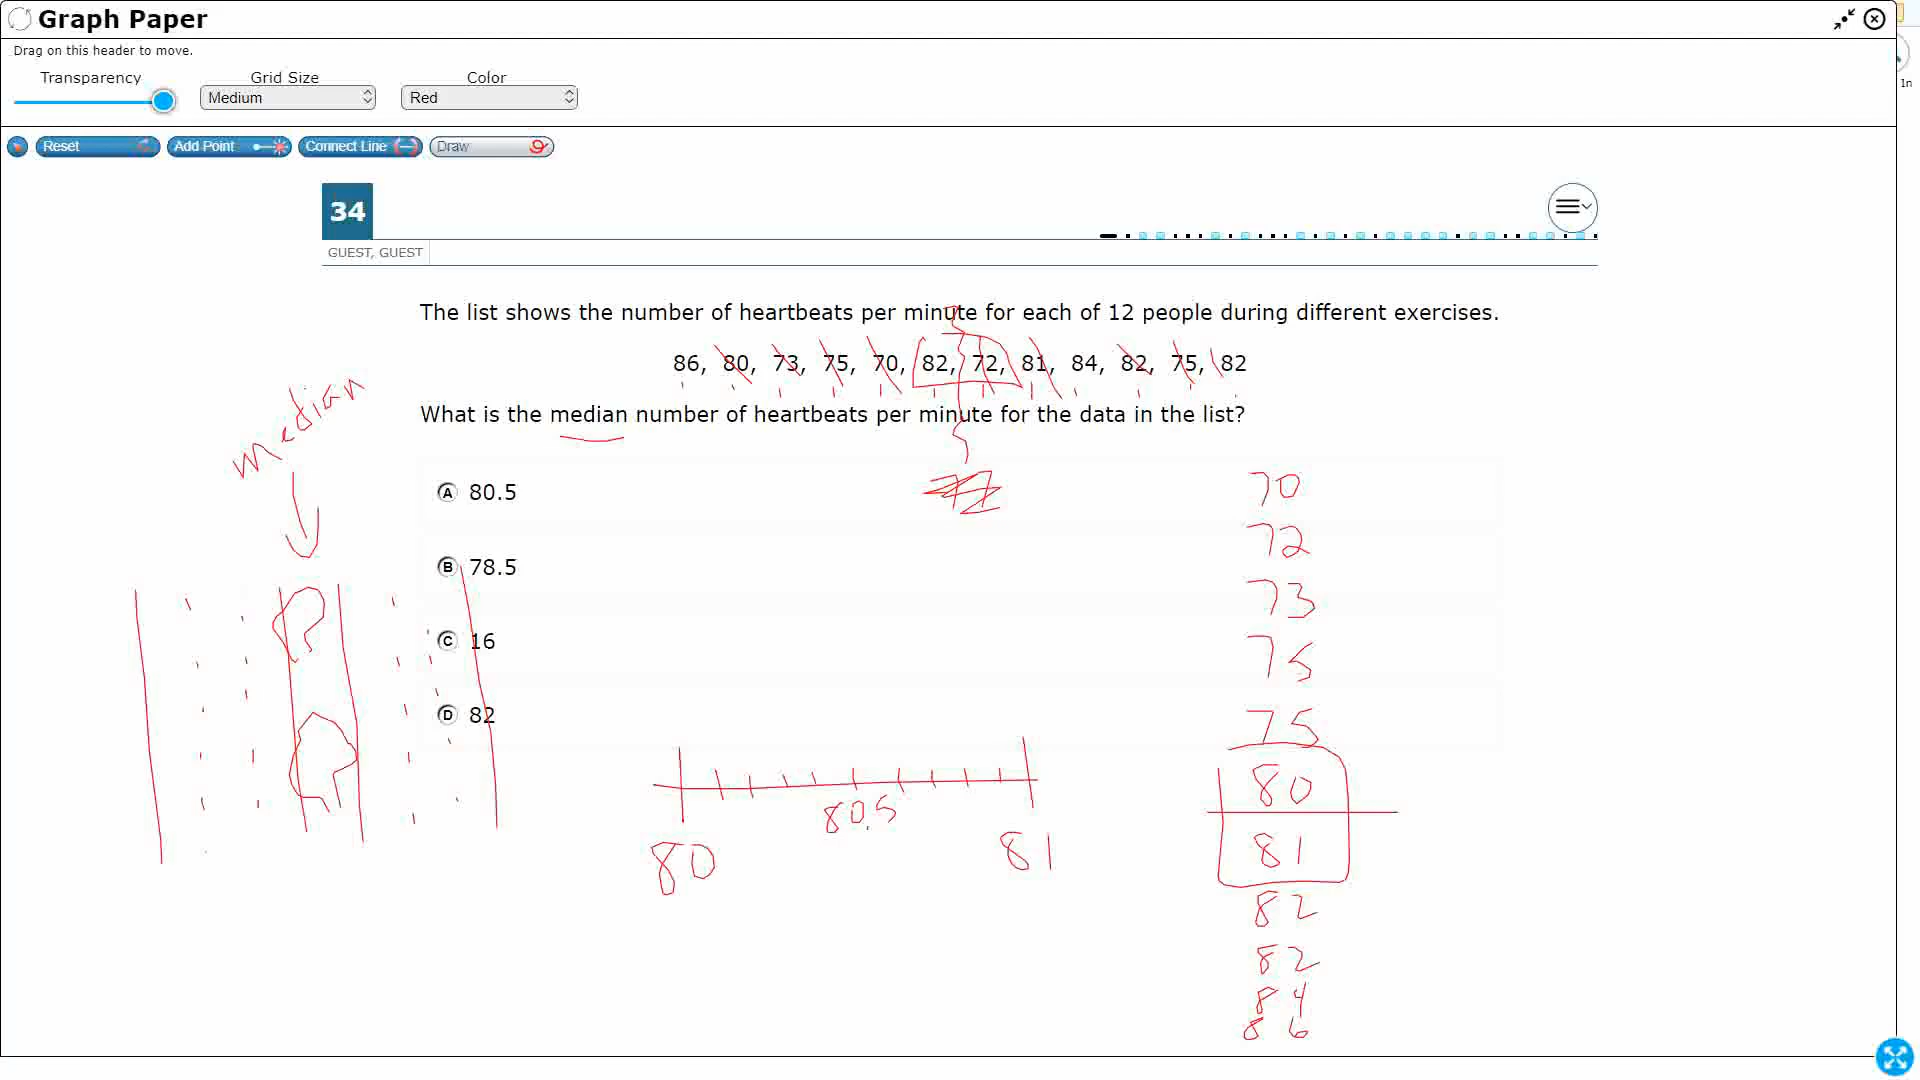 Graph Paper
Drag on this header to move.
Transparency Grid Size Color
Medium Red
Reset Add Point Connect Line Draw
1n
34
GUEST, GUEST
The list shows the number of heartbeats per minute for each of 12 people during different exercises.
86, 80, 73, 75, 70, 82, 72, 81, 84, 82, 75, 82
What is the median number of heartbeats per minute for the data in the list?
median
A 80.5
B 78.5
C 16
D 82
80.5
80 81
70
72
73
75
75
80
81
82
82
84
86